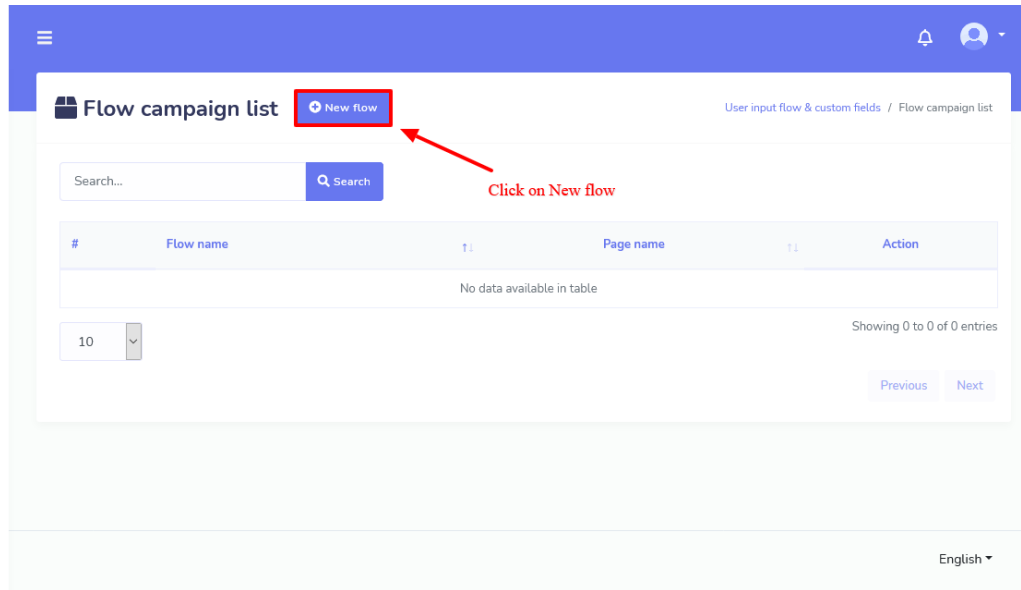 Flow campaign list
New flow
User input flow & custom fields / Flow campaign list
Search...
Search
Click on New flow
# Flow name Page name Action
No data available in table
10
Showing 0 to 0 of 0 entries
Previous Next
English